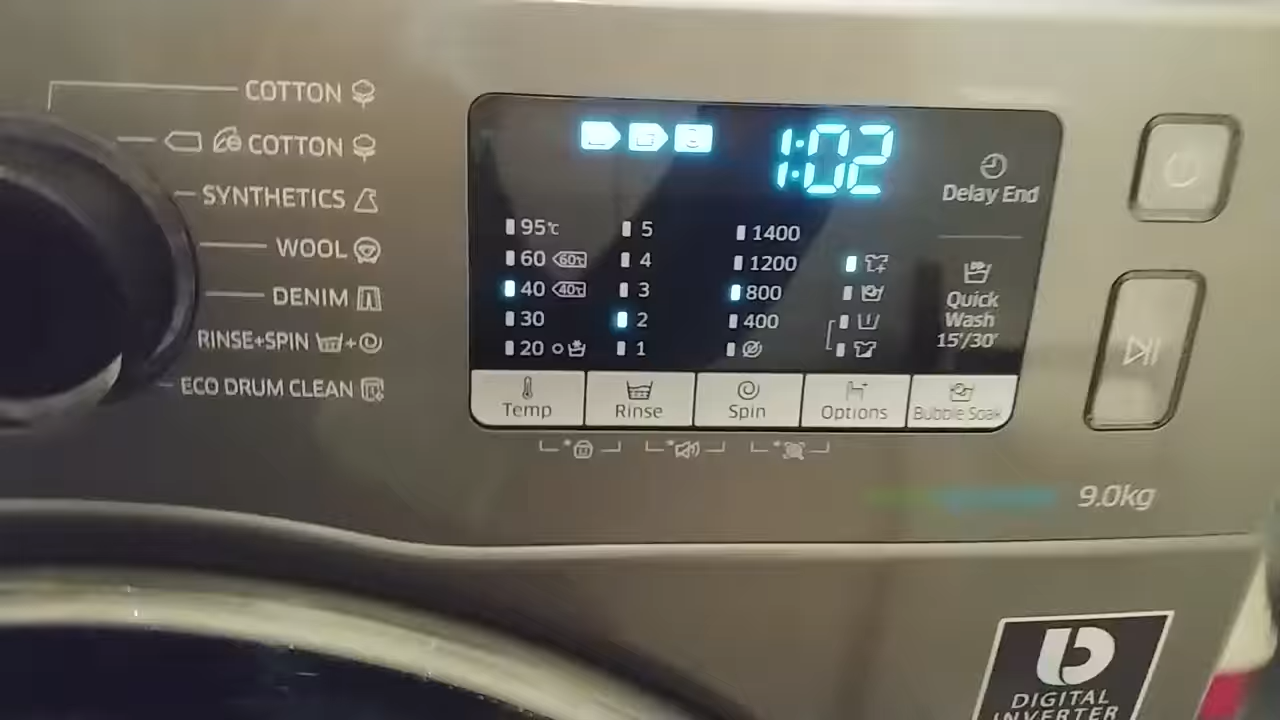 COTTON
COTTON
SYNTHETICS
WOOL
DENIM
RINSE+SPIN +
ECO DRUM CLEAN
1:02
Delay End
95℃ 5 1400
60 60℃ 4 1200
40 40℃ 3 800
30 2 400
20 1
Quick
Wash
15'/30'
Temp Rinse Spin Options Bubble Soak
9.0kg
DIGITAL
INVERTER